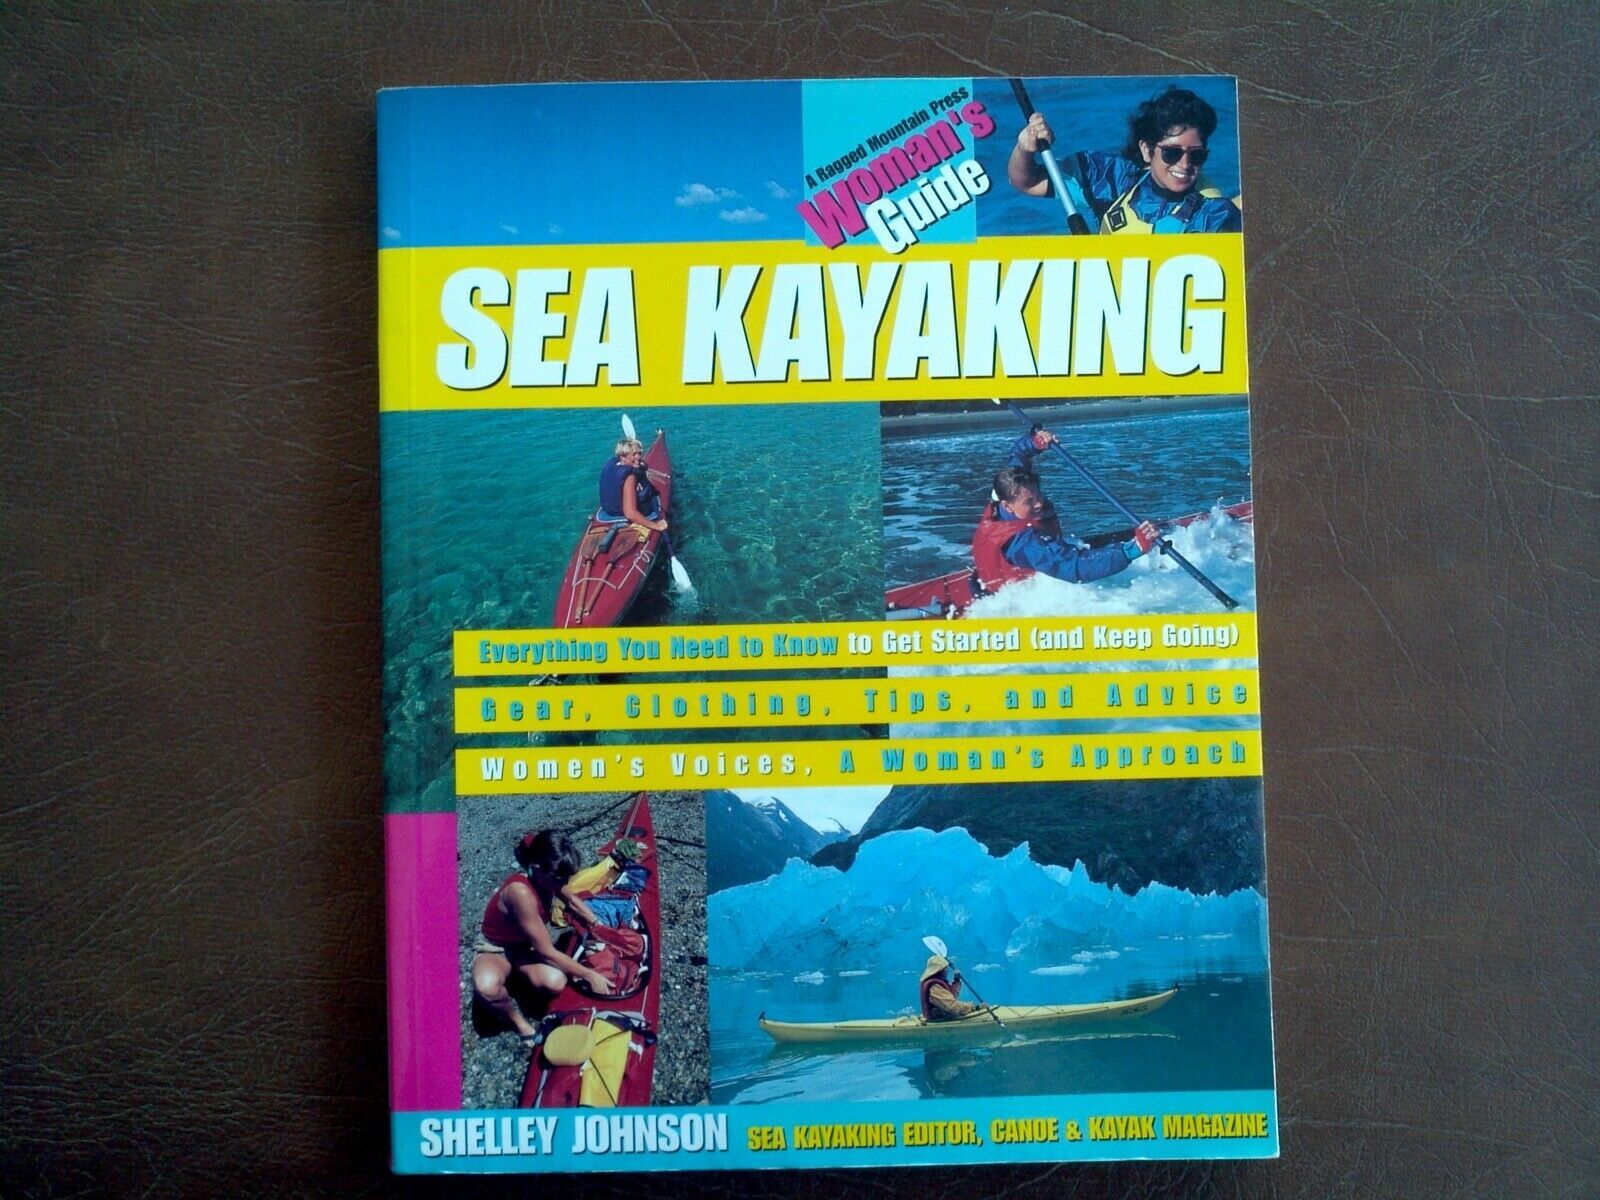 A Ragged Mountain Press
Woman's
Guide
SEA KAYAKING
Everything You Need to Know to Get Started (and Keep Going)
Gear, Clothing, Tips, and Advice
Women's Voices, A Woman's Approach
SHELLEY JOHNSON SEA KAYAKING EDITOR, CANOE & KAYAK MAGAZINE